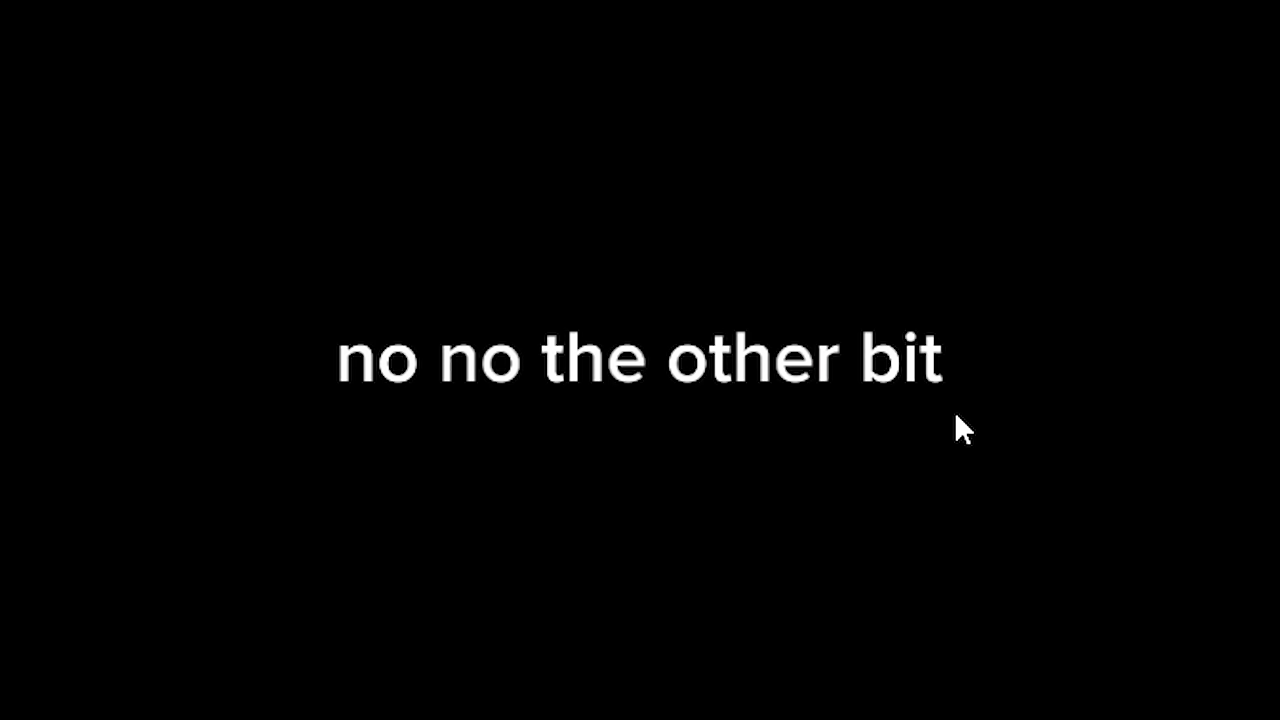 no no the other bit